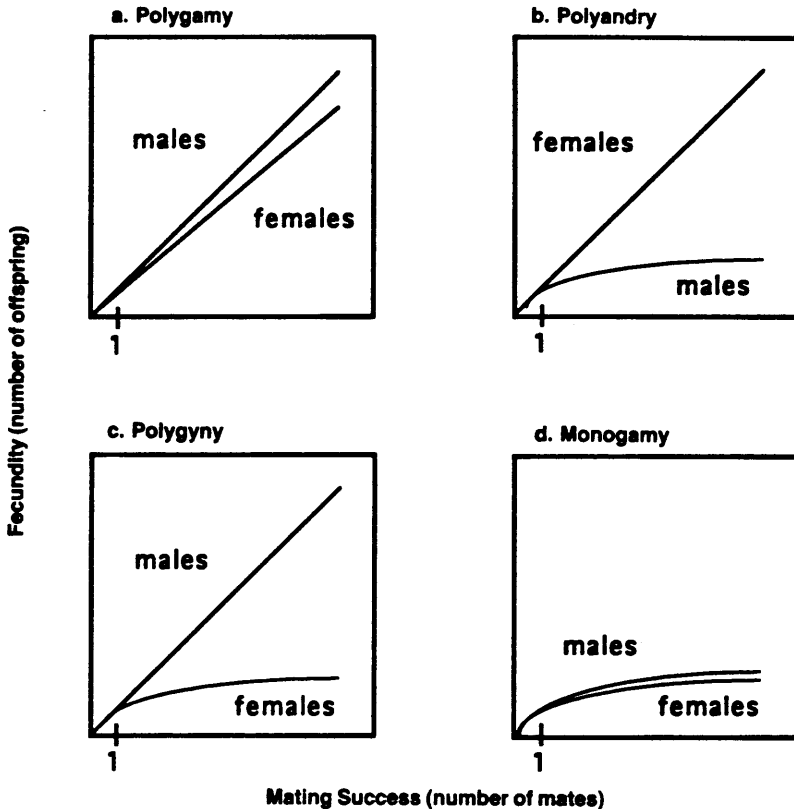 a. Polygamy
males
females
1
b. Polyandry
females
males
1
Fecundity (number of offspring)
c. Polygyny
males
females
1
d. Monogamy
males
females
1
Mating Success (number of mates)